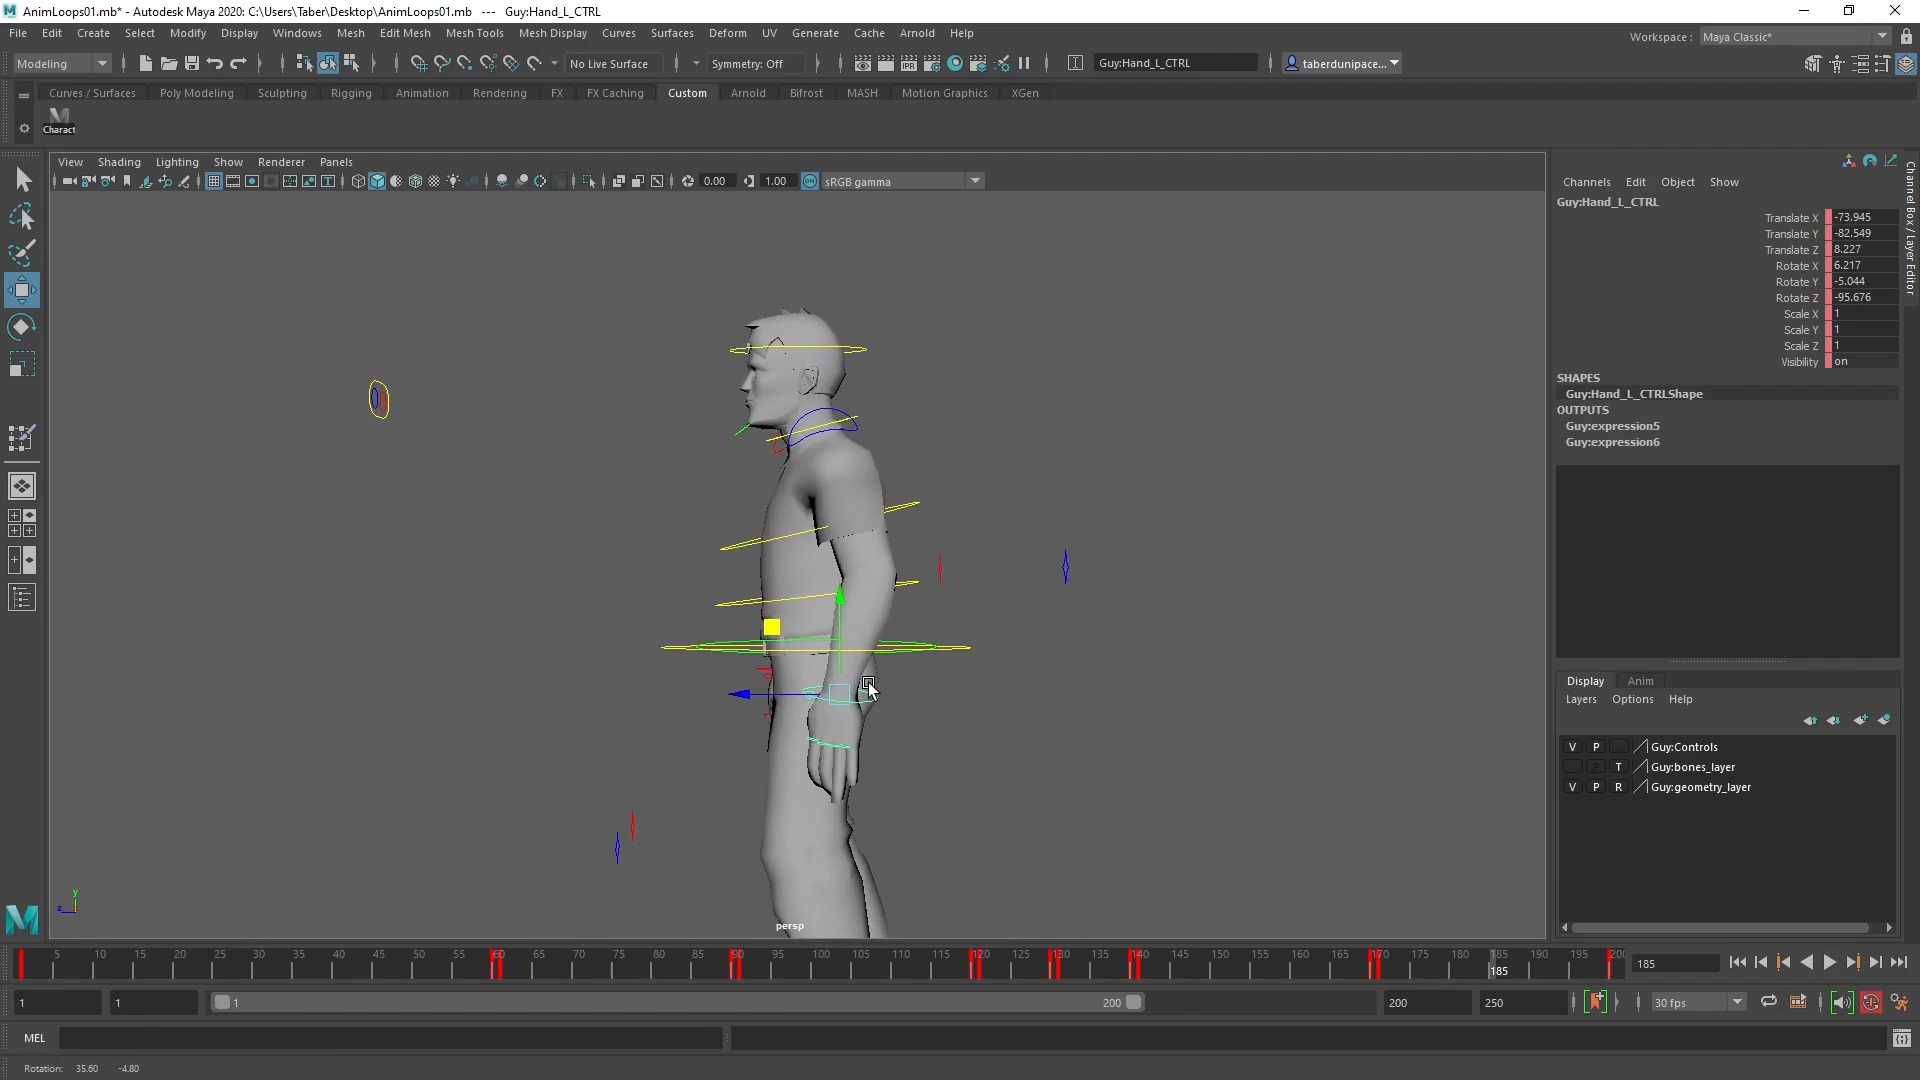 AnimLoops01.mb* - Autodesk Maya 2020: C:\Users\Taber\Desktop\AnimLoops01.mb   ---   Guy:Hand_L_CTRL
File Edit Create Select Modify Display Windows Mesh Edit Mesh Mesh Tools Mesh Display Curves Surfaces Deform UV Generate Cache Arnold Help
Workspace : Maya Classic*
Modeling No Live Surface Symmetry: Off IPR Guy:Hand_L_CTRL taberdunipace...
Curves / Surfaces Poly Modeling Sculpting Rigging Animation Rendering FX FX Caching Custom Arnold Bifrost MASH Motion Graphics XGen
Charact
View Shading Lighting Show Renderer Panels
0.00 1.00 ON sRGB gamma
persp
y
z
Channels Edit Object Show
Guy:Hand_L_CTRL
Translate X -73.945
Translate Y -82.549
Translate Z 8.227
Rotate X 6.217
Rotate Y -5.044
Rotate Z -95.676
Scale X 1
Scale Y 1
Scale Z 1
Visibility on
SHAPES
Guy:Hand_L_CTRLShape
OUTPUTS
Guy:expression5
Guy:expression6
Channel Box / Layer Editor
Display Anim
Layers Options Help
V P Guy:Controls
P T Guy:bones_layer
V P R Guy:geometry_layer
5 10 15 20 25 30 35 40 45 50 55 60 65 70 75 80 85 90 95 100 105 110 115 120 125 130 135 140 145 150 155 160 165 170 175 180 185 190 195 200
185
185
1 1 1 200 200 250 30 fps
MEL
Rotation: 35.60 -4.80